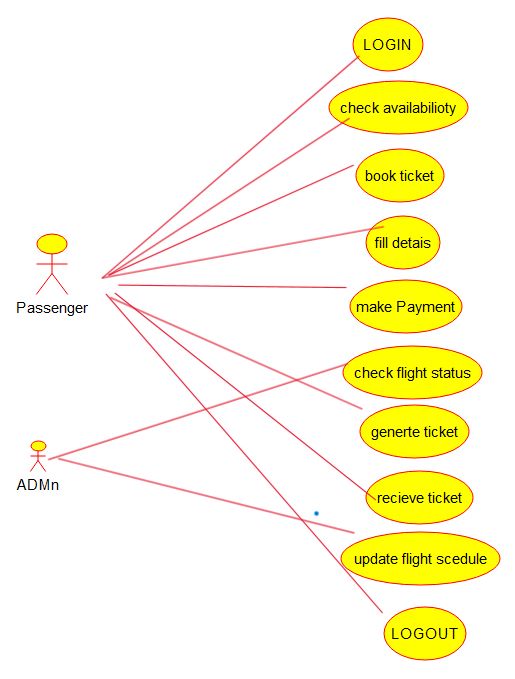 LOGIN
check availabilioty
book ticket
fill detais
Passenger
make Payment
check flight status
generte ticket
ADMn
recieve ticket
update flight scedule
LOGOUT